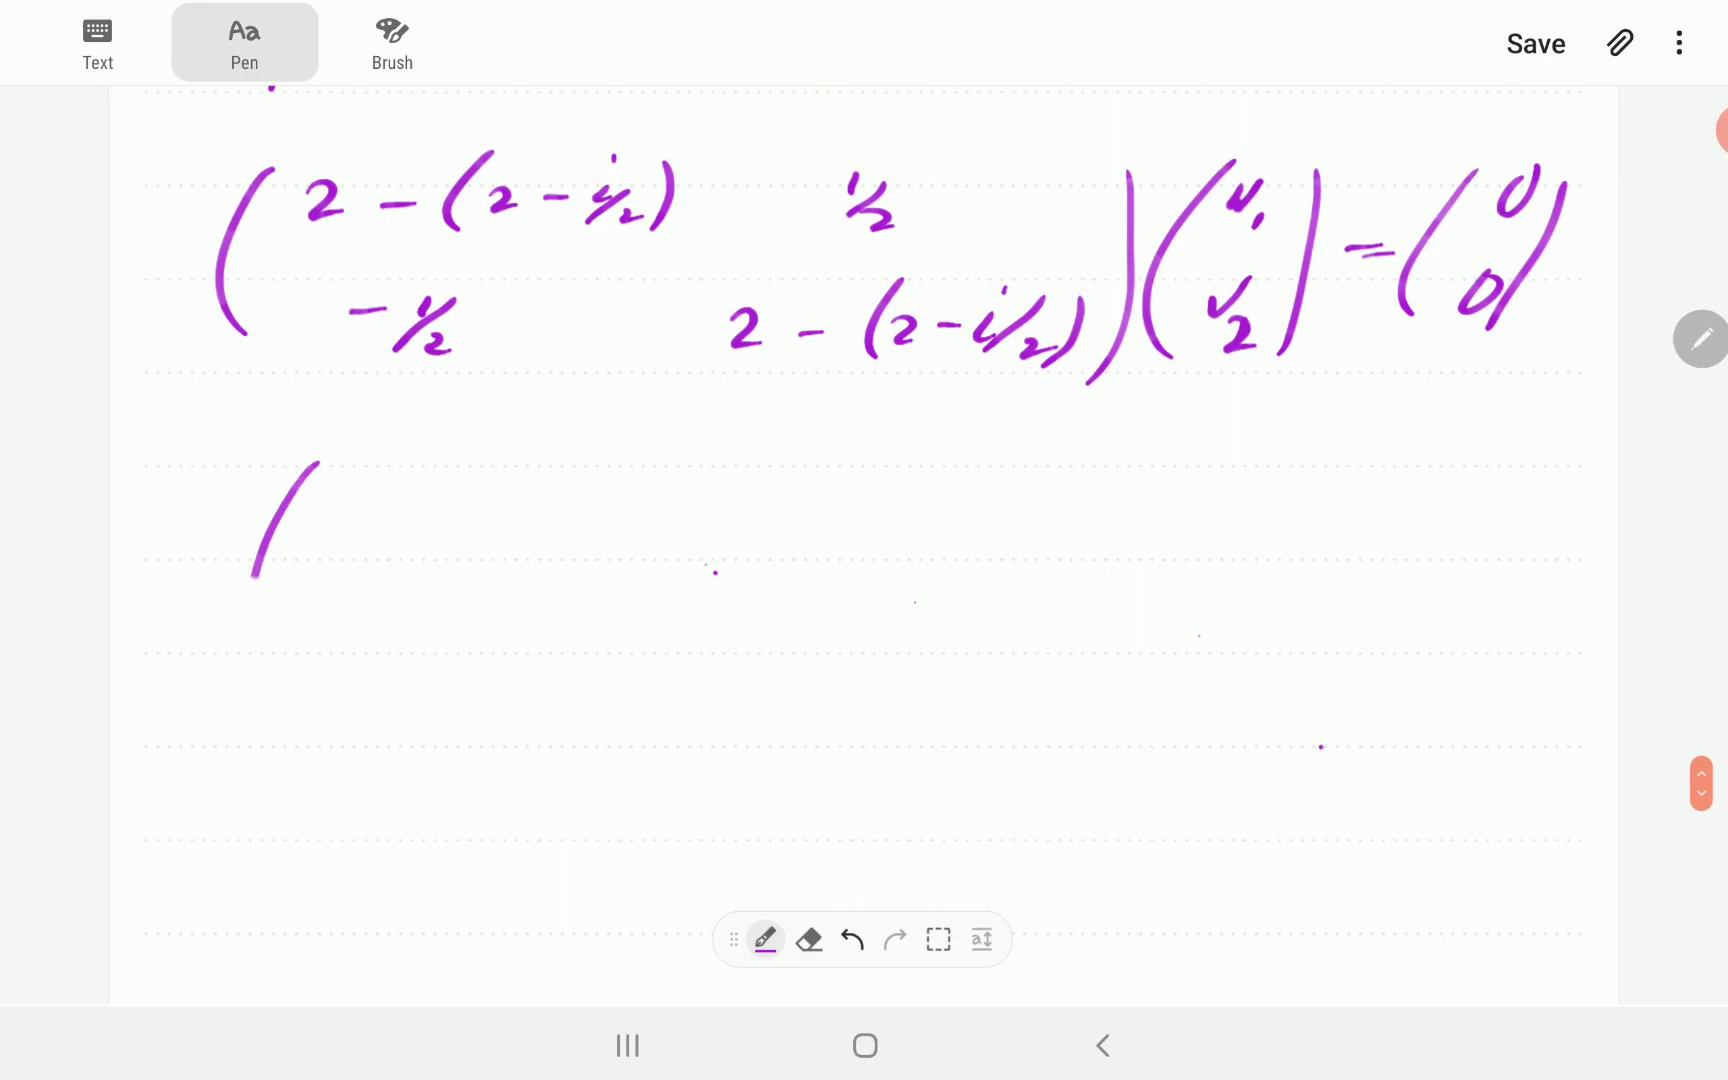 Text Pen Brush Save
( 2 - (2 - i/2) 1/2 ) ( v1 ) = ( 0 )
( - 1/2 2 - (2 - i/2) ) ( v2 ) ( 0 )
(